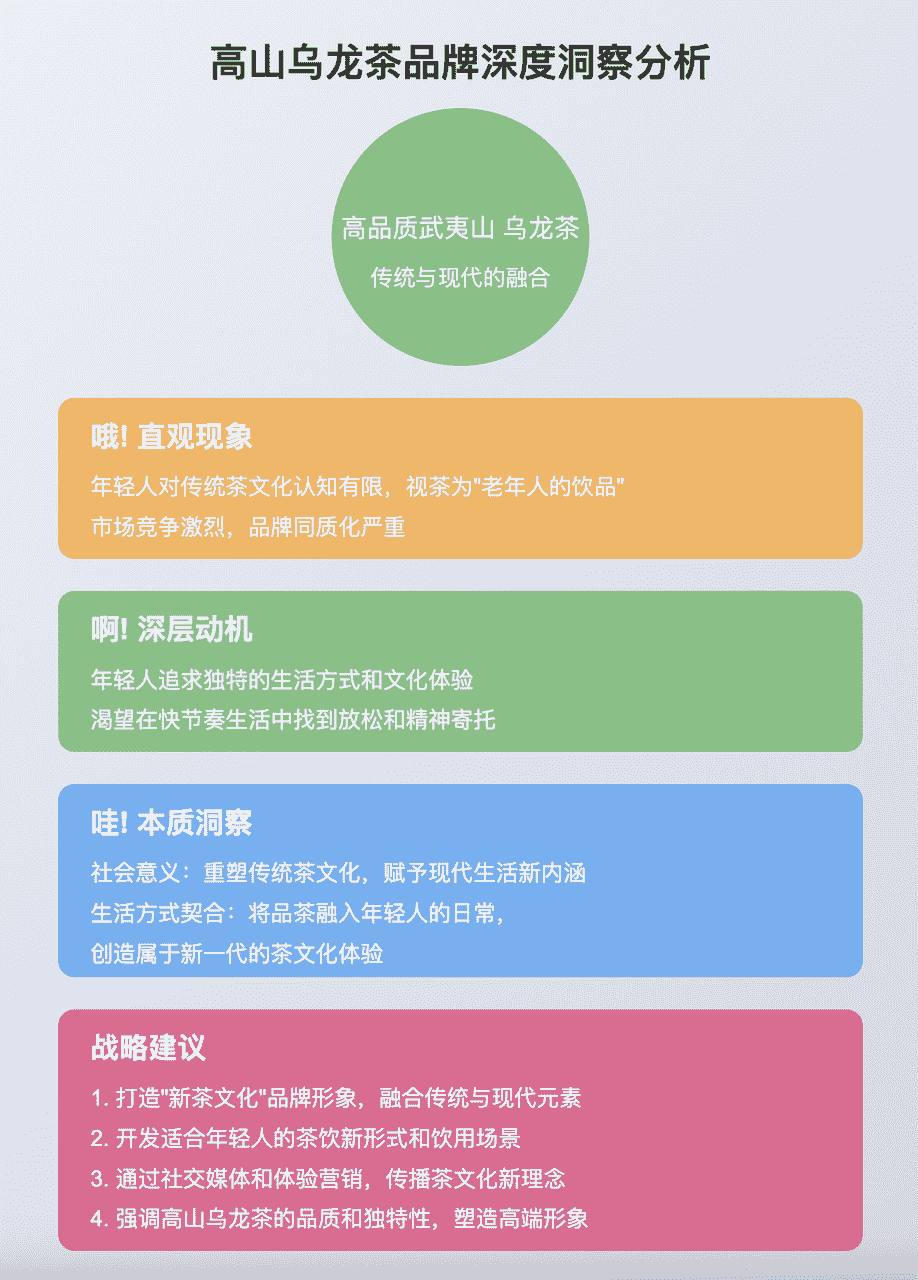 高山乌龙茶品牌深度洞察分析
高品质武夷山 乌龙茶
传统与现代的融合
哦! 直观现象
年轻人对传统茶文化认知有限，视茶为"老年人的饮品"
市场竞争激烈，品牌同质化严重
啊! 深层动机
年轻人追求独特的生活方式和文化体验
渴望在快节奏生活中找到放松和精神寄托
哇! 本质洞察
社会意义：重塑传统茶文化，赋予现代生活新内涵
生活方式契合：将品茶融入年轻人的日常，
创造属于新一代的茶文化体验
战略建议
1. 打造"新茶文化"品牌形象，融合传统与现代元素
2. 开发适合年轻人的茶饮新形式和饮用场景
3. 通过社交媒体和体验营销，传播茶文化新理念
4. 强调高山乌龙茶的品质和独特性，塑造高端形象